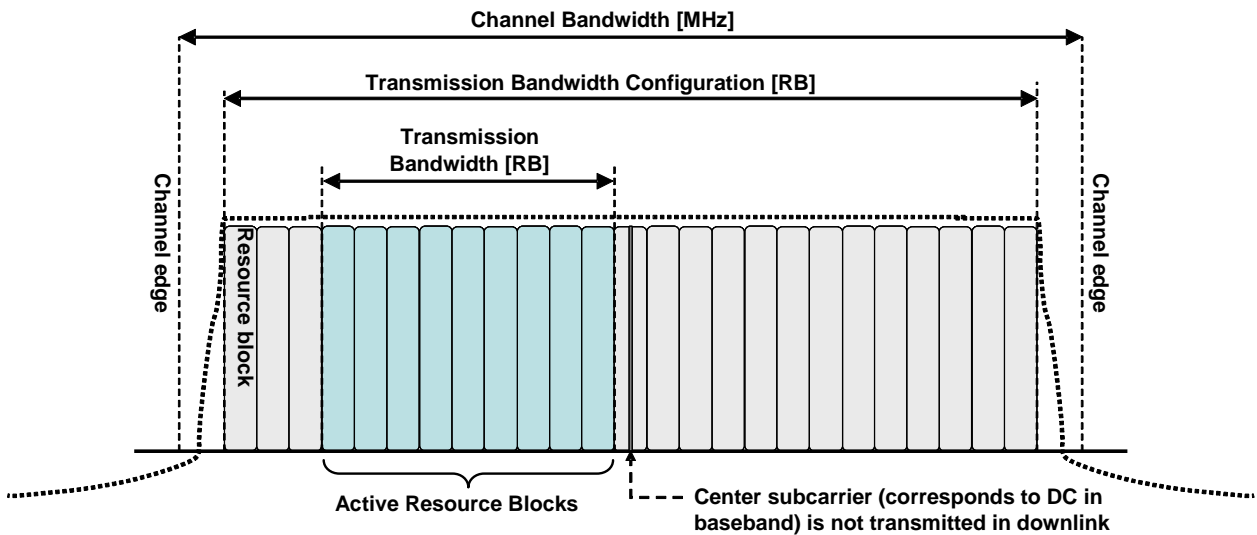 Channel Bandwidth [MHz]
Transmission Bandwidth Configuration [RB]
Transmission
Bandwidth [RB]
Channel edge
Channel edge
Resource block
Active Resource Blocks
Center subcarrier (corresponds to DC in
baseband) is not transmitted in downlink